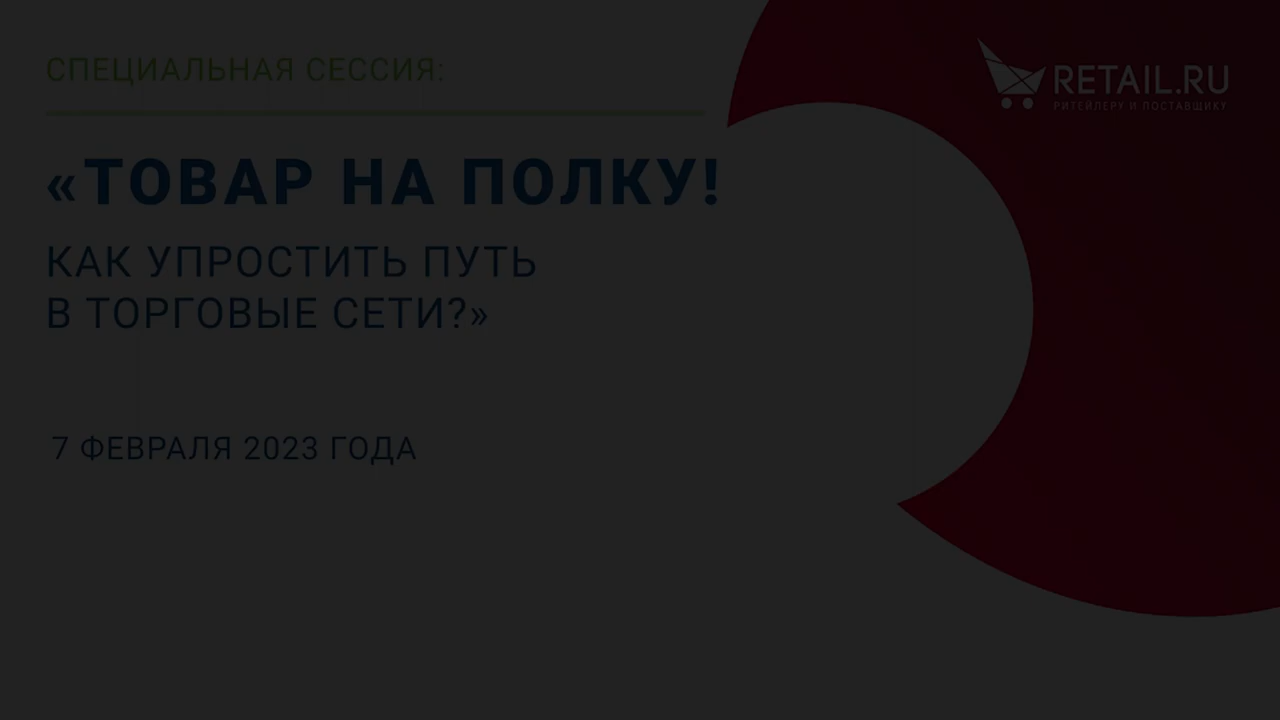 СПЕЦИАЛЬНАЯ СЕССИЯ:
RETAIL.RU
РИТЕЙЛЕРУ И ПОСТАВЩИКУ
«ТОВАР НА ПОЛКУ!
КАК УПРОСТИТЬ ПУТЬ
В ТОРГОВЫЕ СЕТИ?»
7 ФЕВРАЛЯ 2023 ГОДА